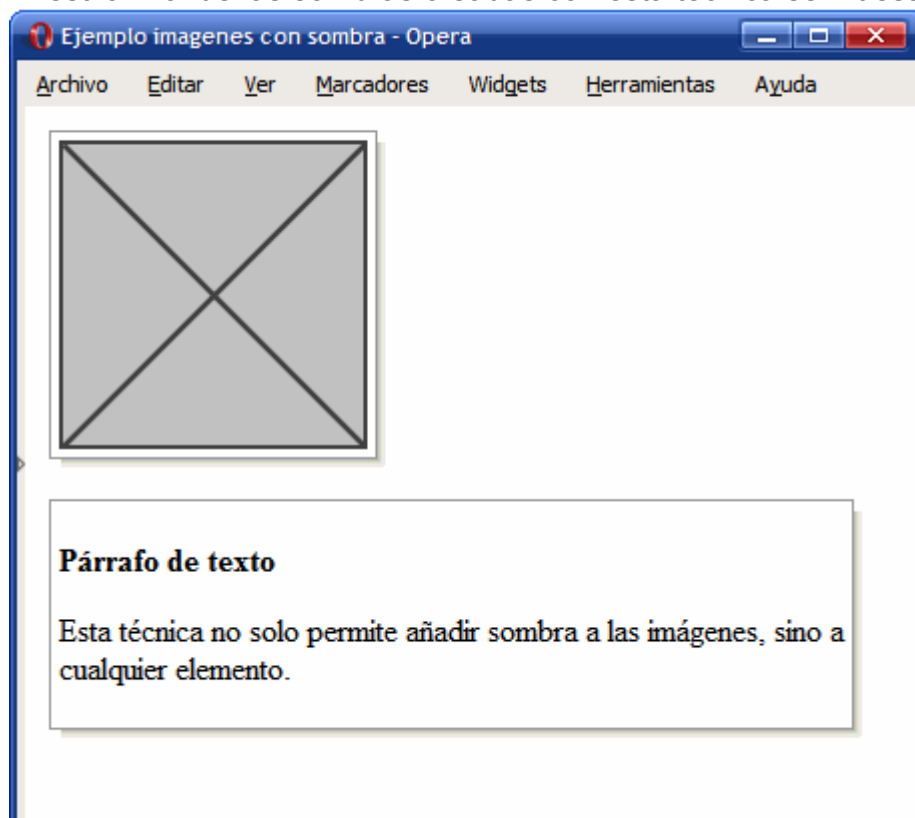 Ejemplo imagenes con sombra - Opera
Archivo Editar Ver Marcadores Widgets Herramientas Ayuda
Párrafo de texto
Esta técnica no solo permite añadir sombra a las imágenes, sino a
cualquier elemento.